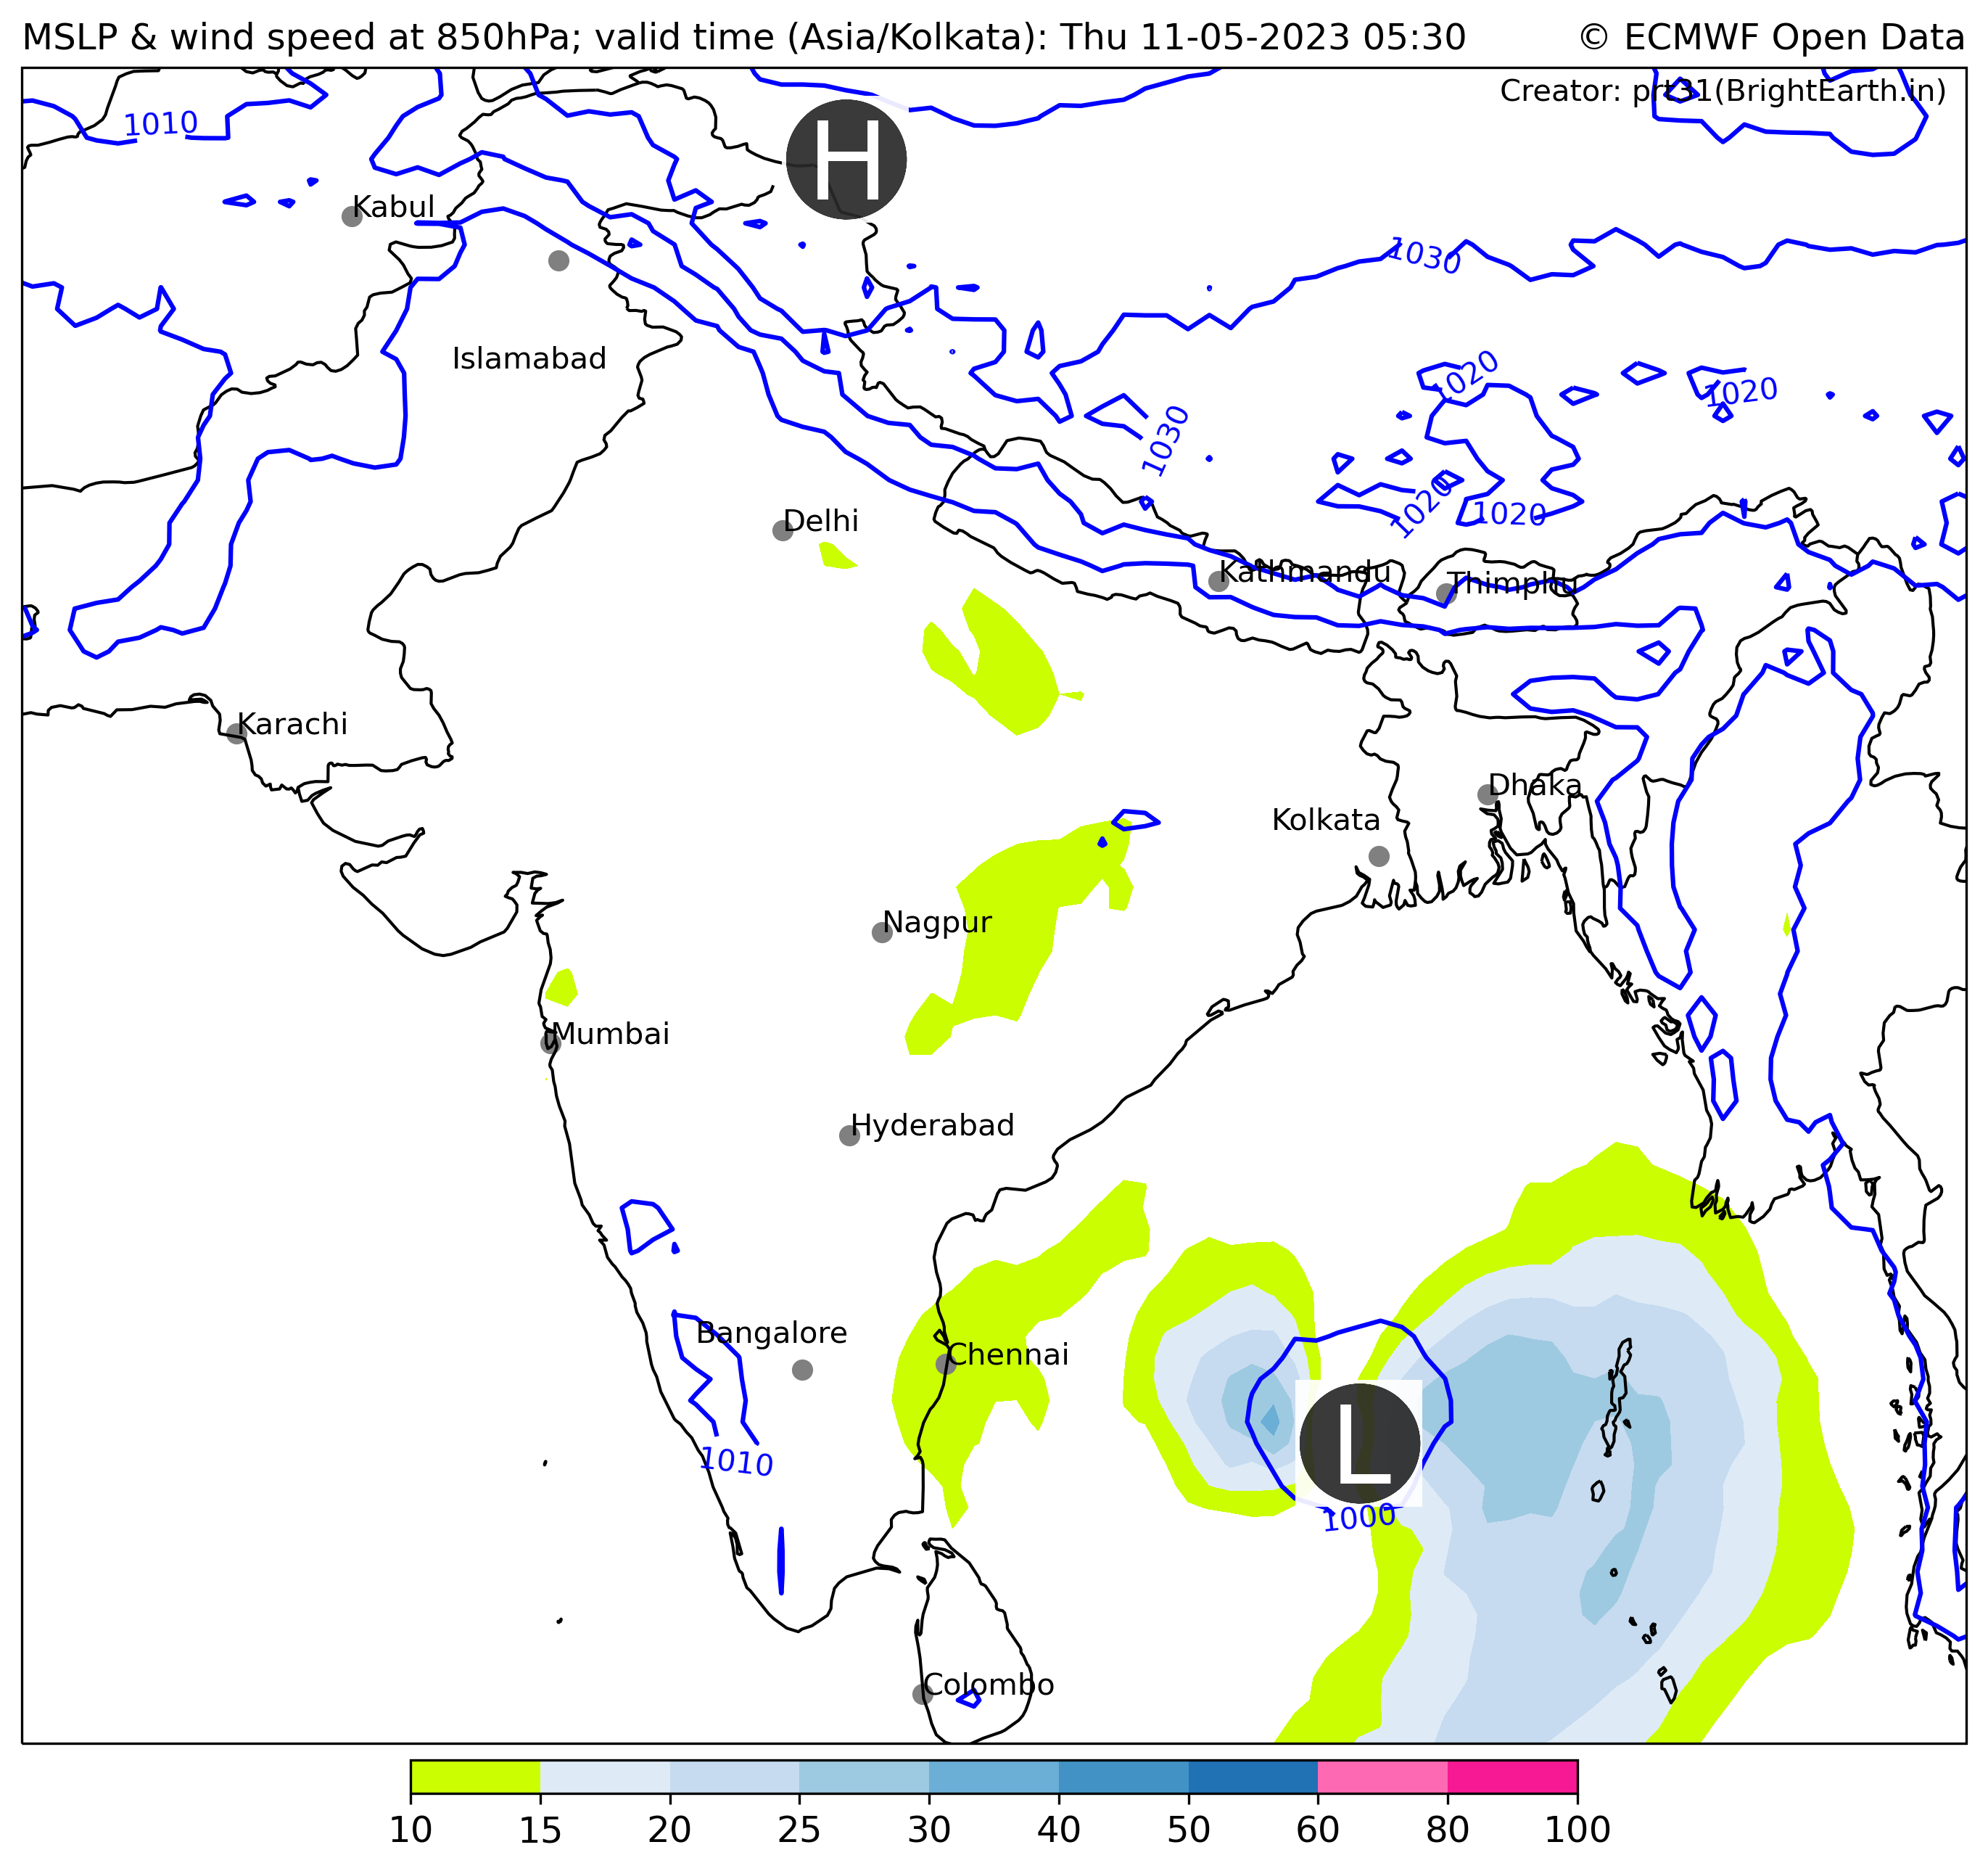 MSLP & wind speed at 850hPa; valid time (Asia/Kolkata): Thu 11-05-2023 05:30
© ECMWF Open Data
Creator: prt31(BrightEarth.in)
H
1010
Kabul
1030
Islamabad
1020
1020
1030
1020
1020
Delhi
Kathmandu
Thimphu
Karachi
Dhaka
Kolkata
Nagpur
Mumbai
Hyderabad
Bangalore
Chennai
L
1010
1000
Colombo
10 15 20 25 30 40 50 60 80 100